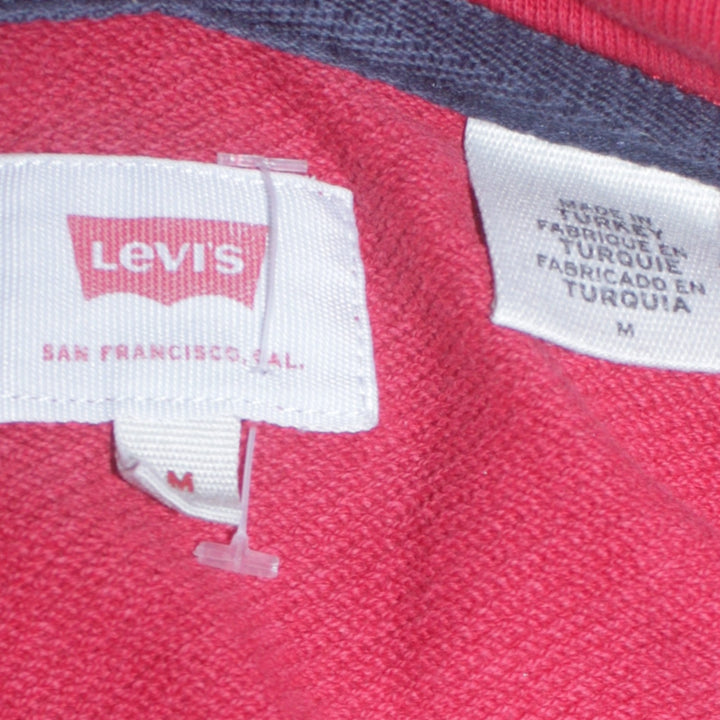 Levi's
SAN FRANCISCO, CAL.
M
MADE IN
TURKEY
FABRIQUE EN
TURQUIE
FABRICADO EN
TURQUIA
M